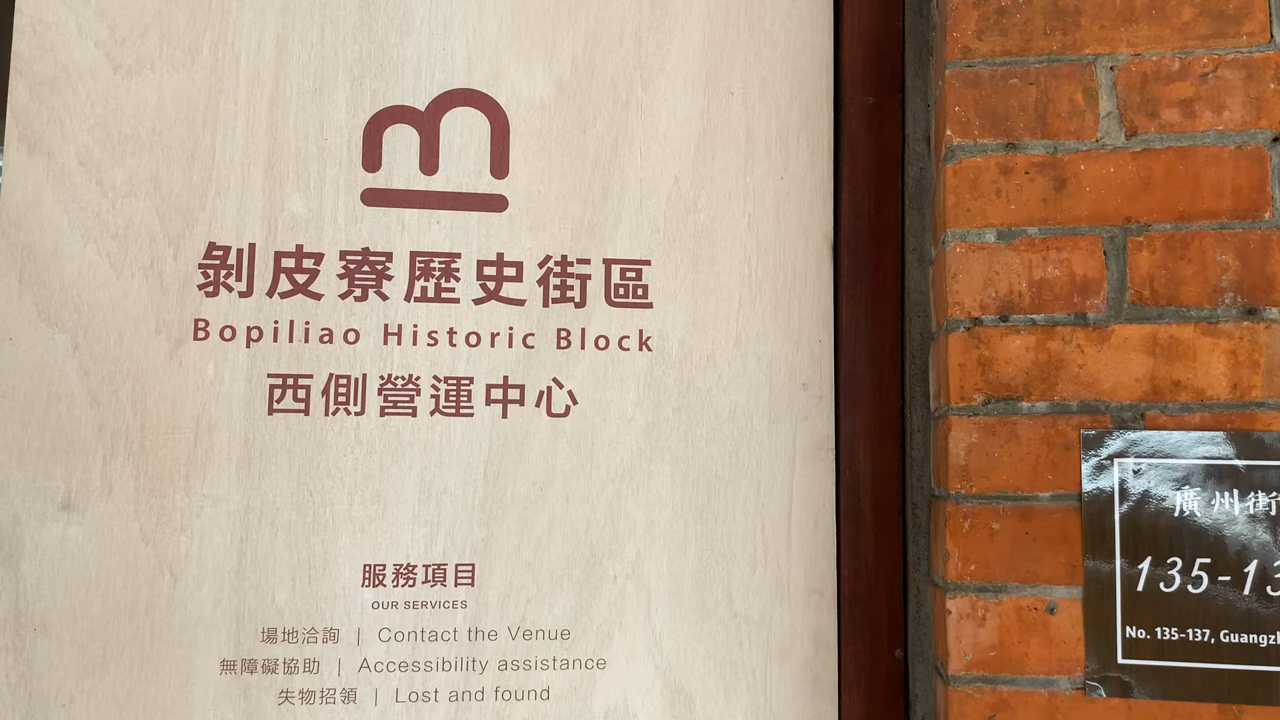 剝皮寮歷史街區
Bopiliao Historic Block
西側營運中心
服務項目
OUR SERVICES
場地洽詢 | Contact the Venue
無障礙協助 | Accessibility assistance
失物招領 | Lost and found
廣州街
135-13
No. 135-137, Guangz